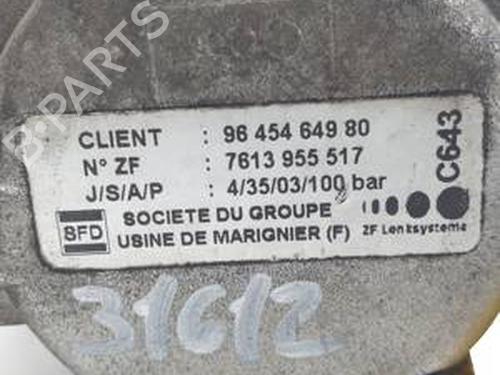 B-PARTS
CLIENT : 96 454 649 80
N° ZF : 7613 955 517
J/S/A/P : 4/35/03/100 bar
C643
SFD SOCIETE DU GROUPE
USINE DE MARIGNIER (F)
ZF Lenksysteme
31612